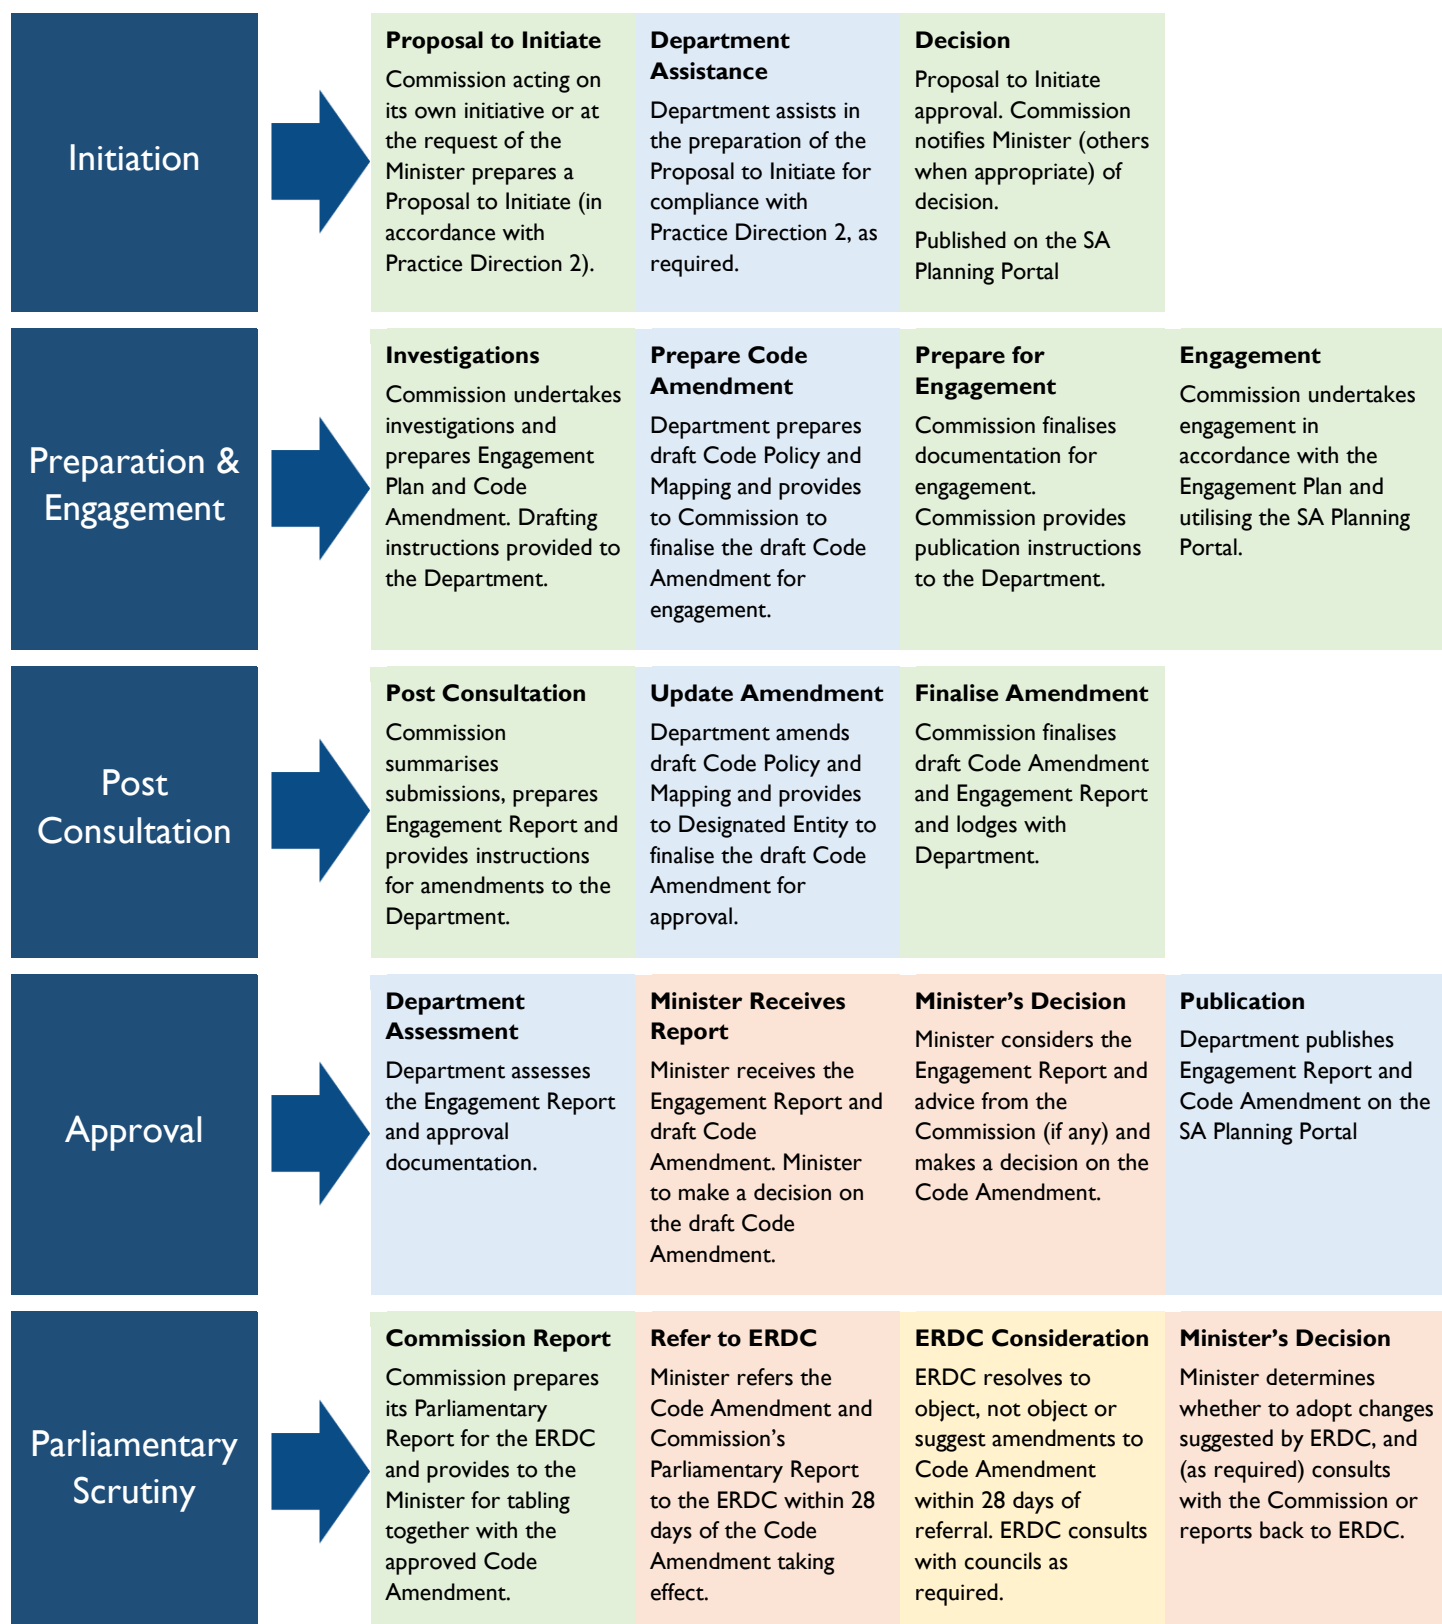 Initiation
Proposal to Initiate
Commission acting on
its own initiative or at
the request of the
Minister prepares a
Proposal to Initiate (in
accordance with
Practice Direction 2).
Department
Assistance
Department assists in
the preparation of the
Proposal to Initiate for
compliance with
Practice Direction 2, as
required.
Decision
Proposal to Initiate
approval. Commission
notifies Minister (others
when appropriate) of
decision.
Published on the SA
Planning Portal
Preparation &
Engagement
Investigations
Commission undertakes
investigations and
prepares Engagement
Plan and Code
Amendment. Drafting
instructions provided to
the Department.
Prepare Code
Amendment
Department prepares
draft Code Policy and
Mapping and provides
to Commission to
finalise the draft Code
Amendment for
engagement.
Prepare for
Engagement
Commission finalises
documentation for
engagement.
Commission provides
publication instructions
to the Department.
Engagement
Commission undertakes
engagement in
accordance with the
Engagement Plan and
utilising the SA Planning
Portal.
Post
Consultation
Post Consultation
Commission
summarises
submissions, prepares
Engagement Report and
provides instructions
for amendments to the
Department.
Update Amendment
Department amends
draft Code Policy and
Mapping and provides
to Designated Entity to
finalise the draft Code
Amendment for
approval.
Finalise Amendment
Commission finalises
draft Code Amendment
and Engagement Report
and lodges with
Department.
Approval
Department
Assessment
Department assesses
the Engagement Report
and approval
documentation.
Minister Receives
Report
Minister receives the
Engagement Report and
draft Code
Amendment. Minister
to make a decision on
the draft Code
Amendment.
Minister’s Decision
Minister considers the
Engagement Report and
advice from the
Commission (if any) and
makes a decision on the
Code Amendment.
Publication
Department publishes
Engagement Report and
Code Amendment on the
SA Planning Portal
Parliamentary
Scrutiny
Commission Report
Commission prepares
its Parliamentary
Report for the ERDC
and provides to the
Minister for tabling
together with the
approved Code
Amendment.
Refer to ERDC
Minister refers the
Code Amendment and
Commission’s
Parliamentary Report
to the ERDC within 28
days of the Code
Amendment taking
effect.
ERDC Consideration
ERDC resolves to
object, not object or
suggest amendments to
Code Amendment
within 28 days of
referral. ERDC consults
with councils as
required.
Minister’s Decision
Minister determines
whether to adopt changes
suggested by ERDC, and
(as required) consults
with the Commission or
reports back to ERDC.